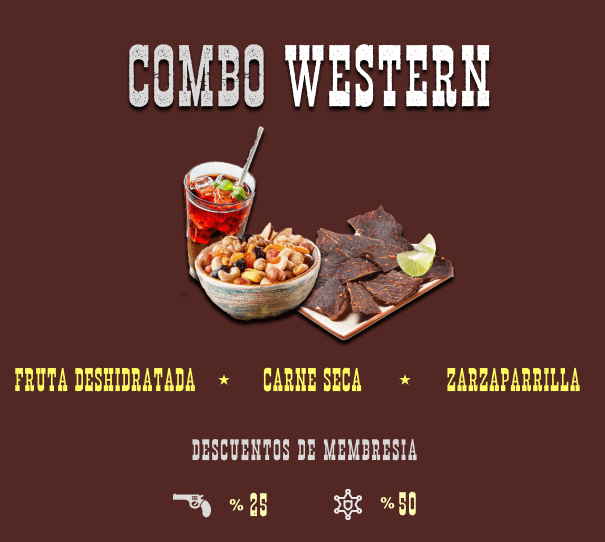 COMBO WESTERN
FRUTA DESHIDRATADA ★ CARNE SECA ★ ZARZAPARRILLA
DESCUENTOS DE MEMBRESIA
% 25 % 50